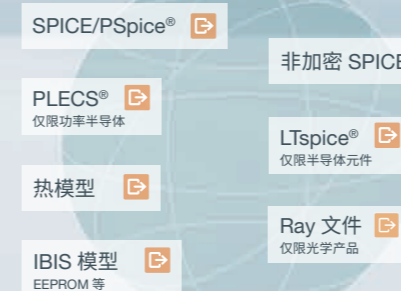 SPICE/PSpice®
非加密 SPICE
PLECS®
仅限功率半导体
LTspice®
仅限半导体元件
热模型
Ray 文件
仅限光学产品
IBIS 模型
EEPROM 等